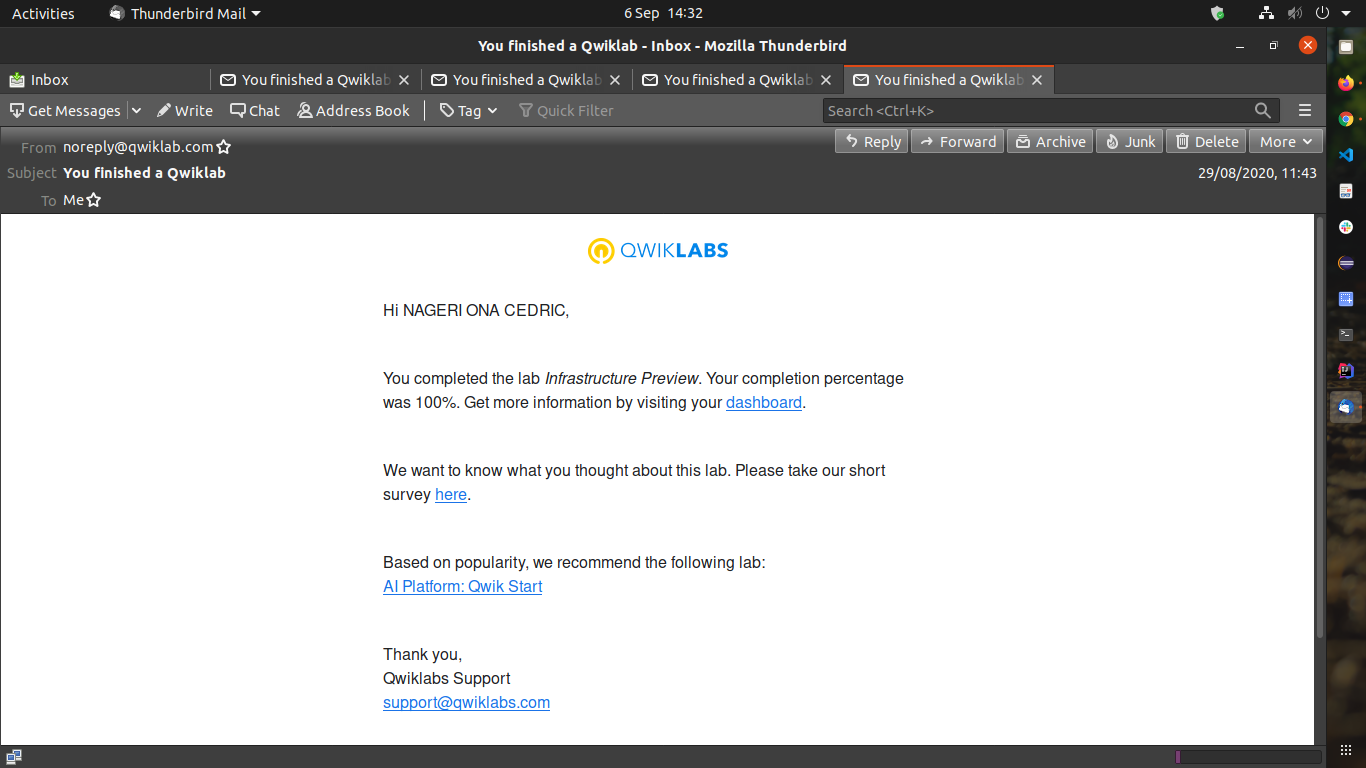 Activities
Thunderbird Mail
6 Sep 14:32
You finished a Qwiklab - Inbox - Mozilla Thunderbird
Inbox
You finished a Qwiklab
You finished a Qwiklab
You finished a Qwiklab
You finished a Qwiklab
Get Messages
Write
Chat
Address Book
Tag
Quick Filter
Search <Ctrl+K>
From noreply@qwiklab.com
Reply
Forward
Archive
Junk
Delete
More
Subject You finished a Qwiklab
29/08/2020, 11:43
To Me
QWIKLABS
Hi NAGERI ONA CEDRIC,
You completed the lab Infrastructure Preview. Your completion percentage
was 100%. Get more information by visiting your dashboard.
We want to know what you thought about this lab. Please take our short
survey here.
Based on popularity, we recommend the following lab:
AI Platform: Qwik Start
Thank you,
Qwiklabs Support
support@qwiklabs.com